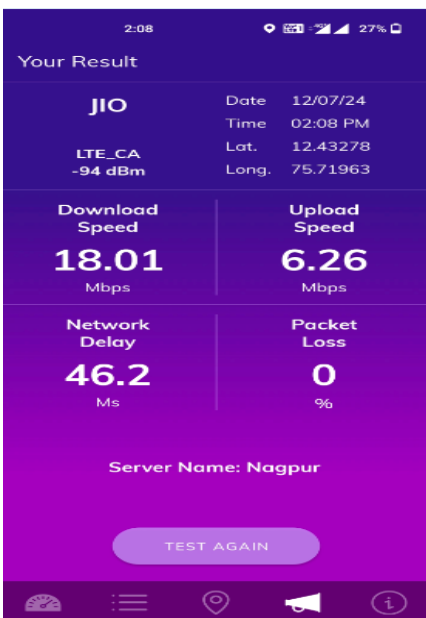 2:08
27%
Your Result
JIO
LTE_CA
-94 dBm
Date 12/07/24
Time 02:08 PM
Lat. 12.43278
Long. 75.71963
Download
Speed
18.01
Mbps
Upload
Speed
6.26
Mbps
Network
Delay
46.2
Ms
Packet
Loss
0
%
Server Name: Nagpur
TEST AGAIN